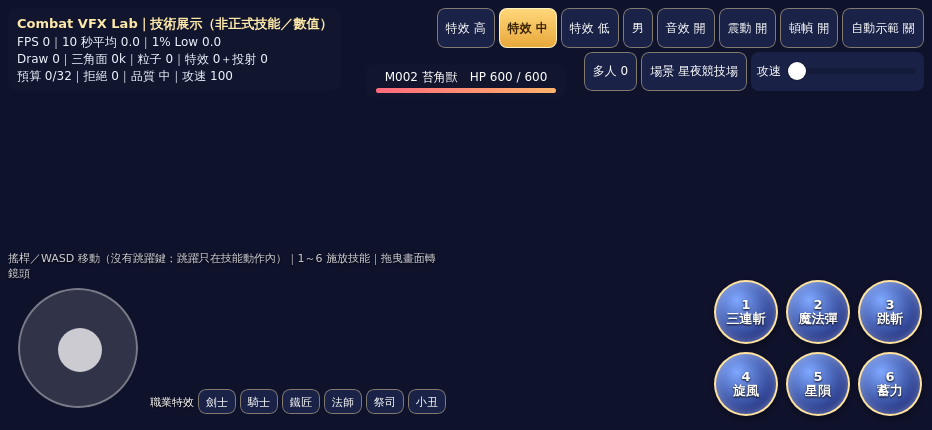 Combat VFX Lab｜技術展示（非正式技能／數值）
FPS 0｜10 秒平均 0.0｜1% Low 0.0
Draw 0｜三角面 0k｜粒子 0｜特效 0＋投射 0
預算 0/32｜拒絕 0｜品質 中｜攻速 100
特效 高
特效 中
特效 低
男
音效 開
震動 開
頓幀 開
自動示範 關
M002 苔角獸 HP 600 / 600
多人 0
場景 星夜競技場
攻速
搖桿／WASD 移動（沒有跳躍鍵；跳躍只在技能動作內）｜1～6 施放技能｜拖曳畫面轉
鏡頭
1
三連斬
2
魔法彈
3
跳斬
4
旋風
5
星隕
6
蓄力
職業特效
劍士
騎士
鐵匠
法師
祭司
小丑